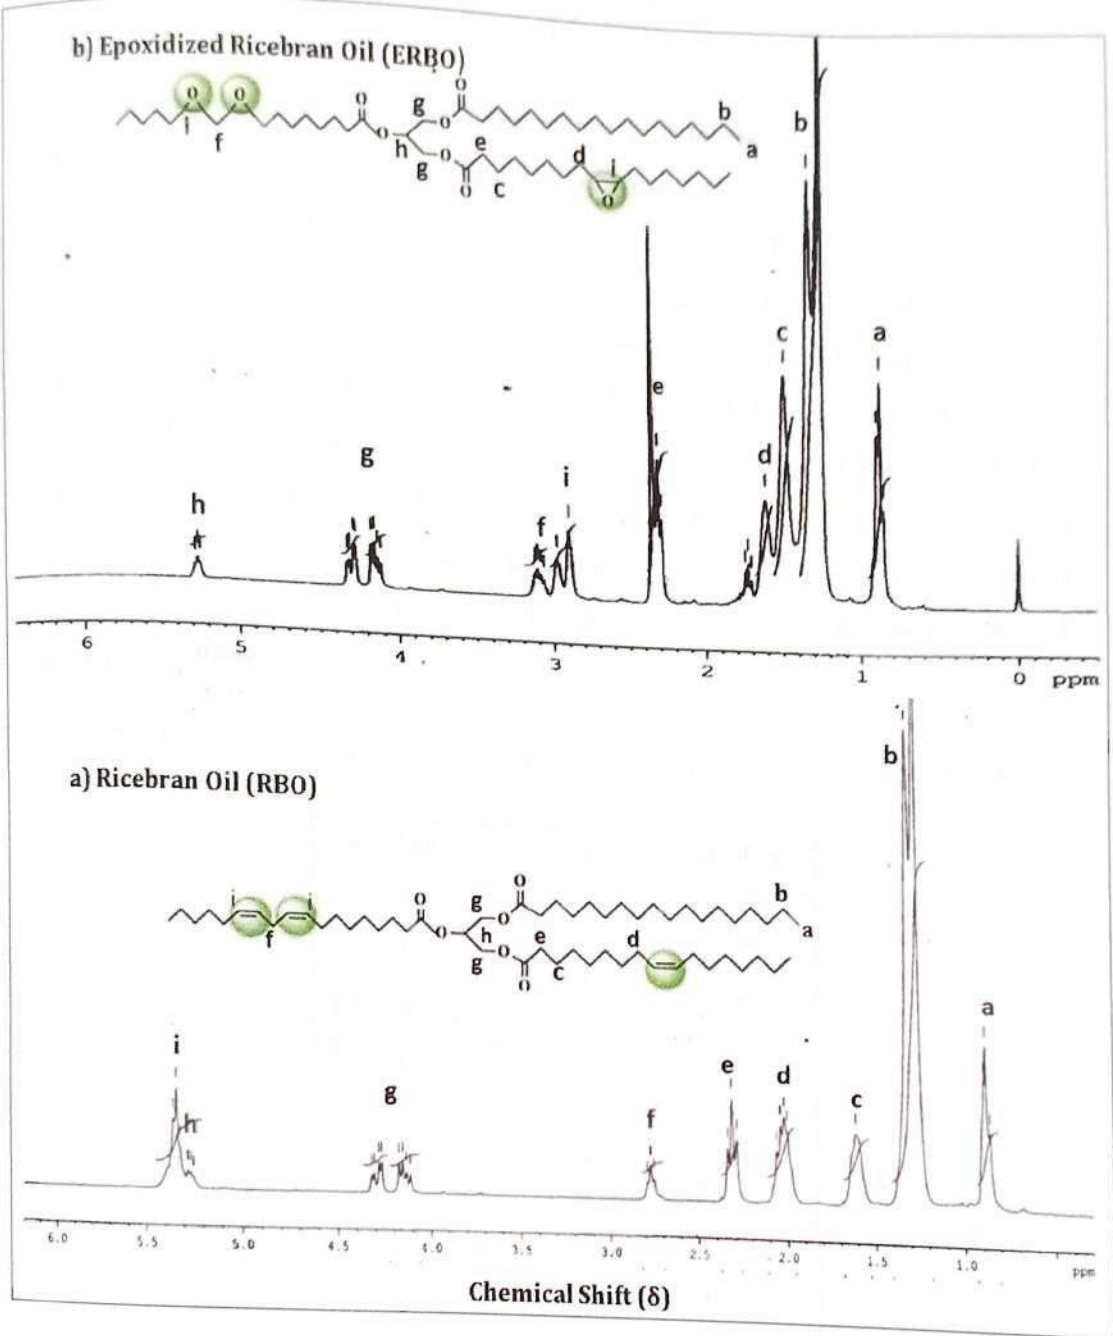 b) Epoxidized Ricebran Oil (ERBO)
O O O O
g O b
i f O h O e d i a
g O c O
b
c a
e
g d
i
h f
6 5 4 3 2 1 0 ppm
b
a) Ricebran Oil (RBO)
i i O O b
g O a
f O h O e d
g O c
a
i
e d
g c
h f
6.0 5.5 5.0 4.5 4.0 3.5 3.0 2.5 2.0 1.5 1.0 ppm
Chemical Shift (δ)